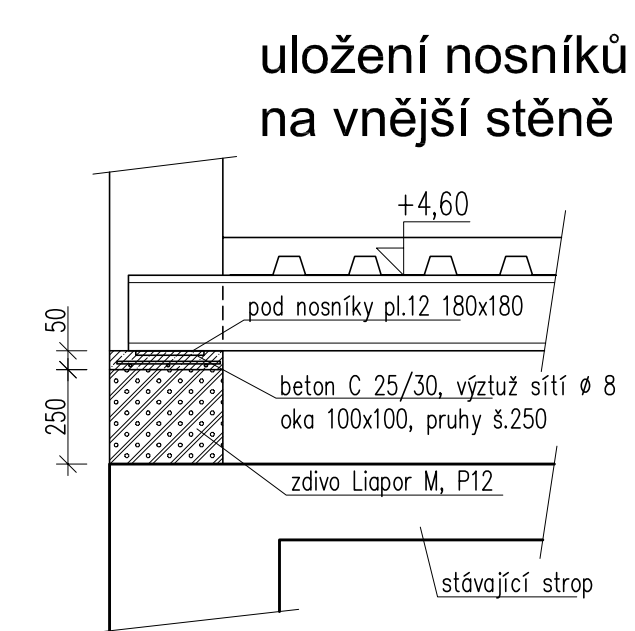 uložení nosníků
na vnější stěně
+4,60
pod nosníky pl.12 180x180
50
beton C 25/30, výztuž sítí Ø 8
oka 100x100, pruhy š.250
250
zdivo Liapor M, P12
stávající strop